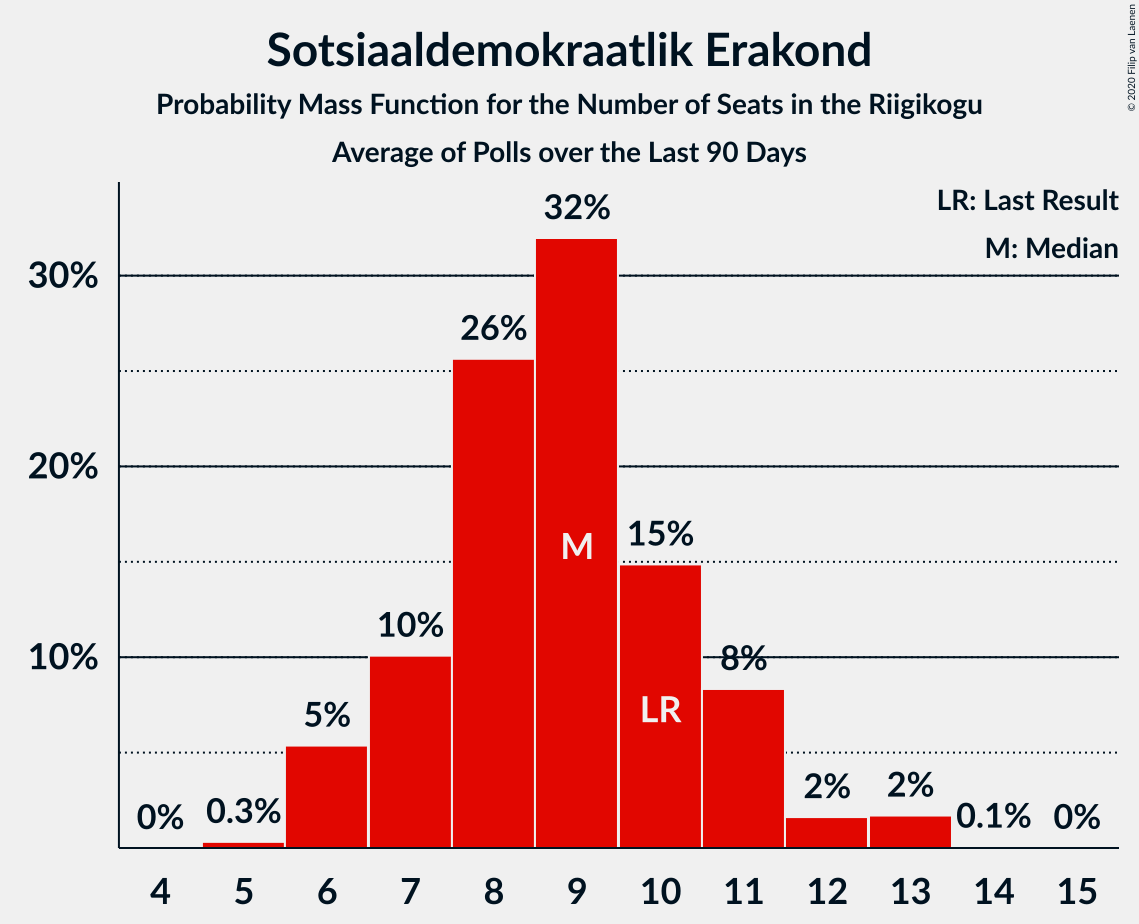 Sotsiaaldemokraatlik Erakond
Probability Mass Function for the Number of Seats in the Riigikogu
Average of Polls over the Last 90 Days
© 2020 Filip van Laenen
LR: Last Result
M: Median
30%
20%
10%
0%
0.3%
5%
10%
26%
32%
15%
8%
2%
2%
0.1%
0%
M
LR
4 5 6 7 8 9 10 11 12 13 14 15